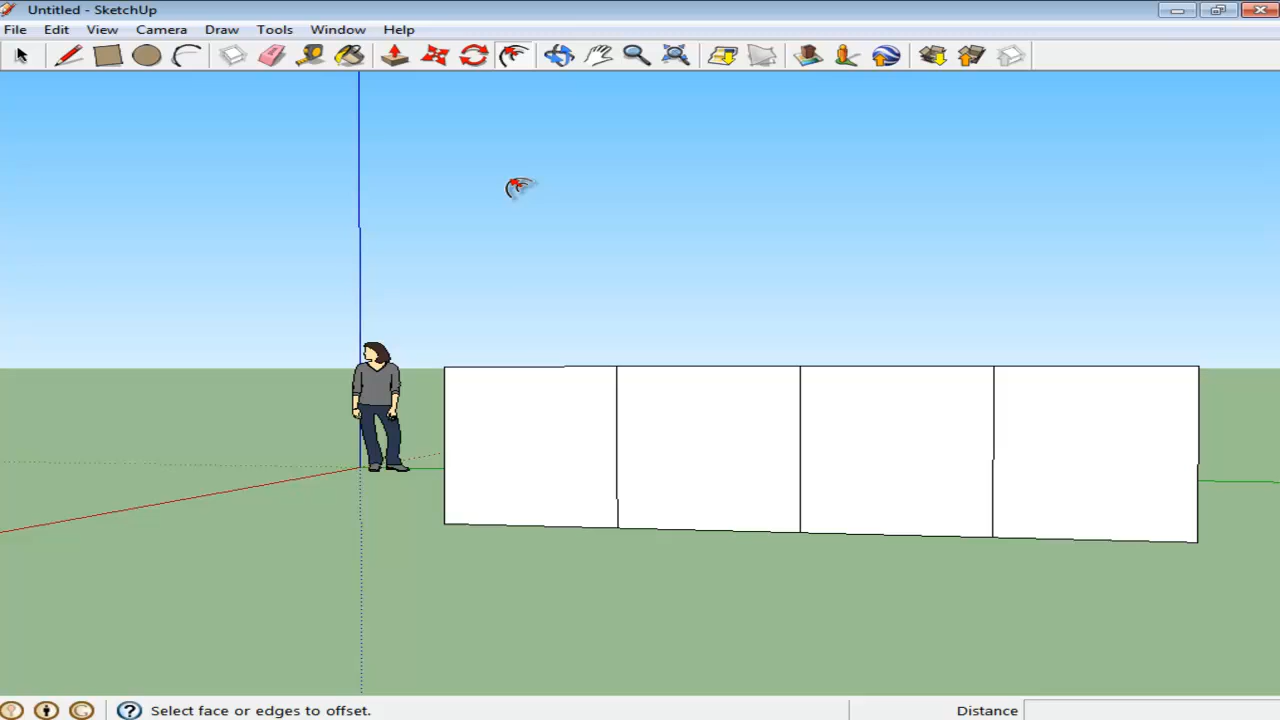 Untitled - SketchUp
File Edit View Camera Draw Tools Window Help
Select face or edges to offset. Distance